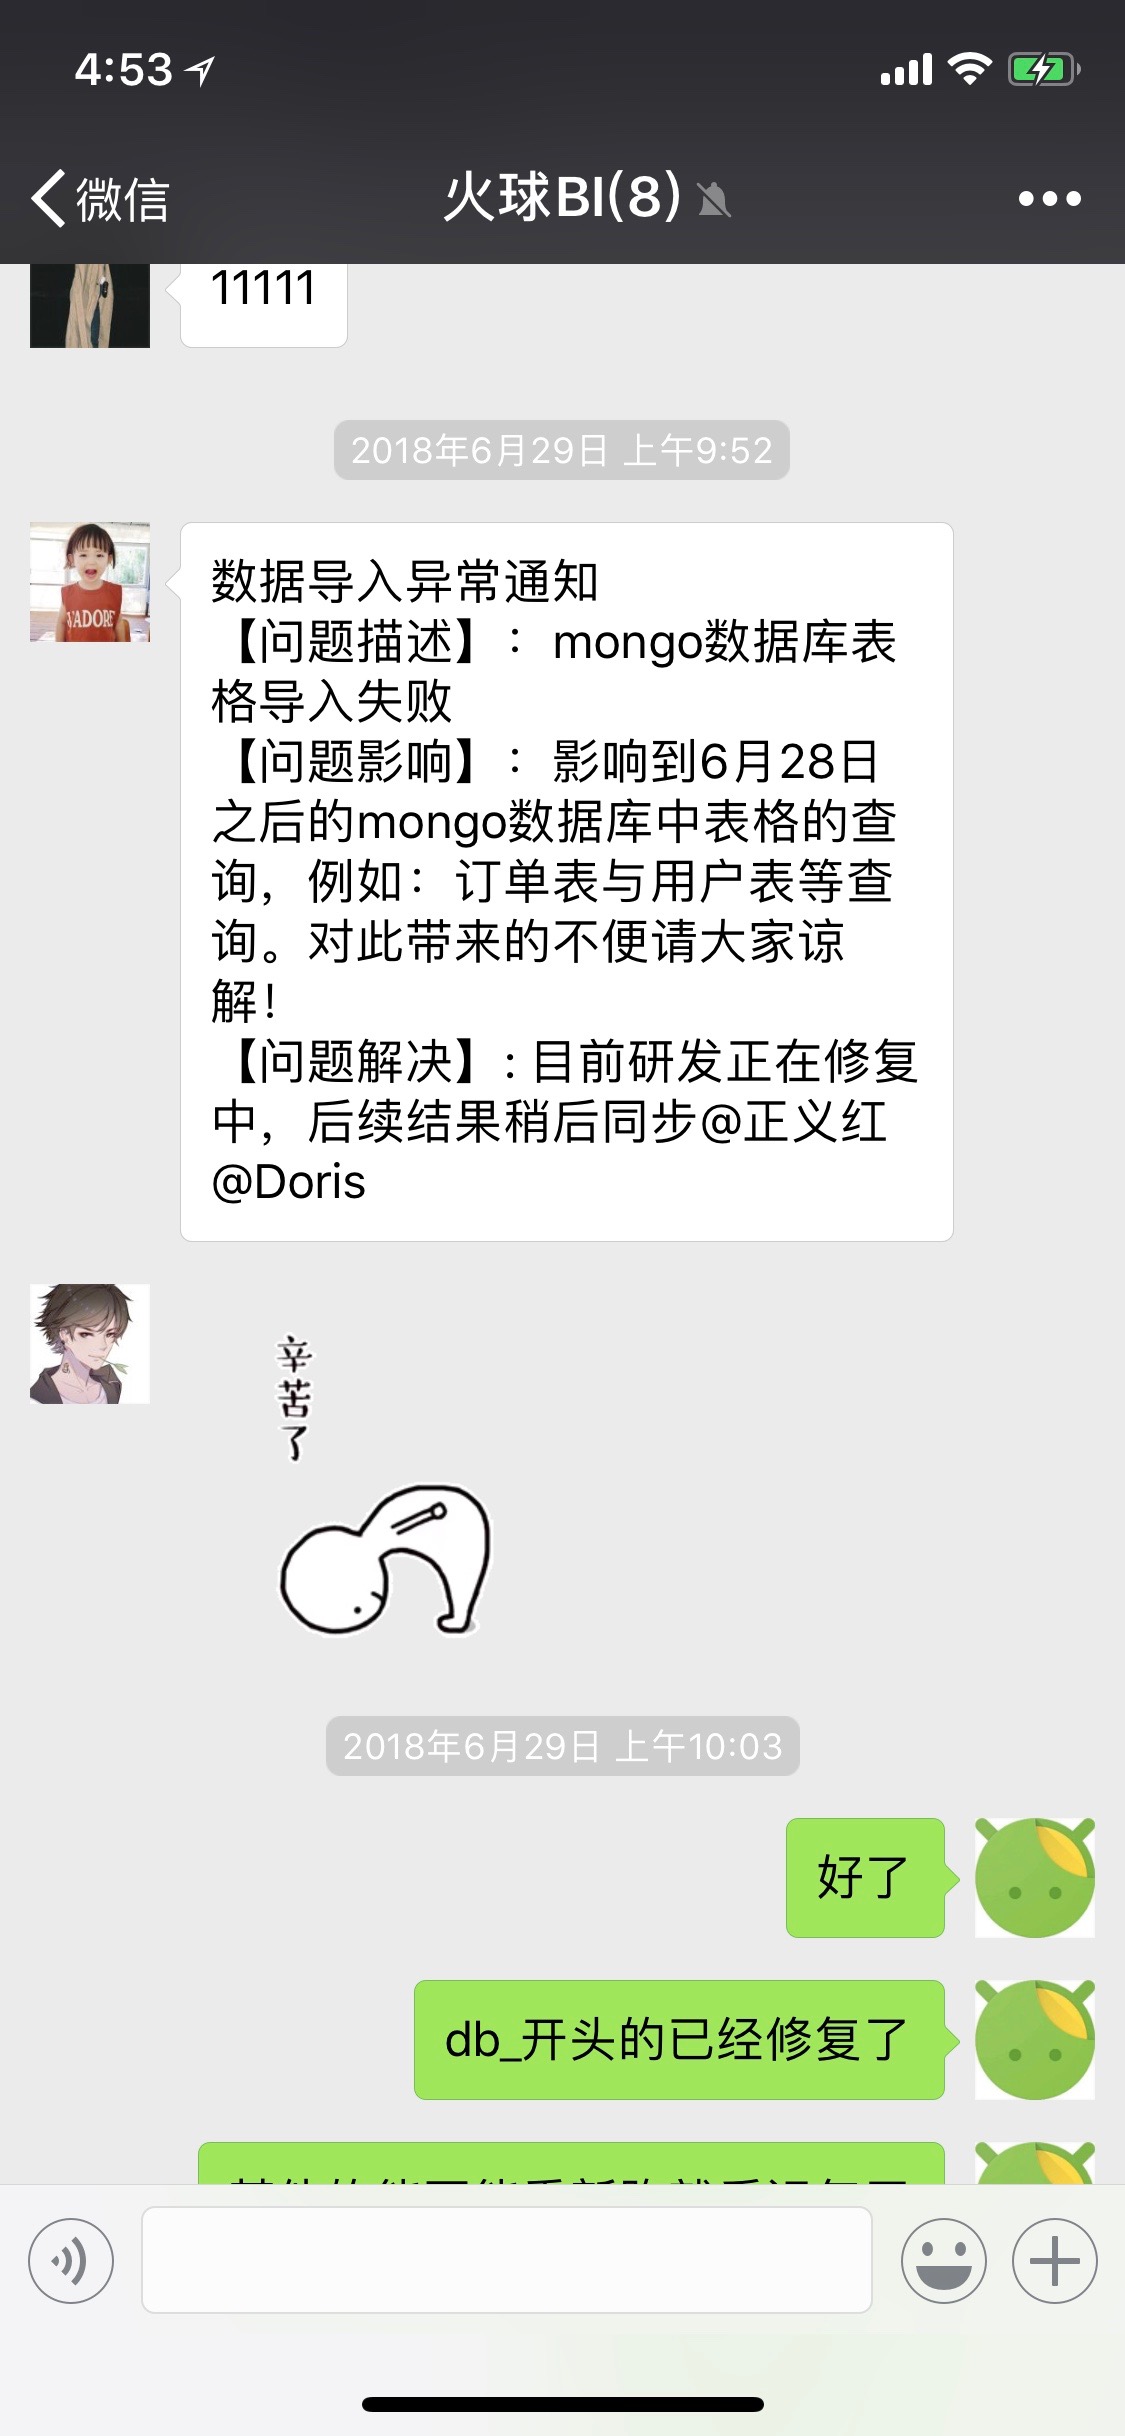 4:53
微信
火球BI(8)
11111
2018年6月29日 上午9:52
数据导入异常通知
【问题描述】：mongo数据库表
格导入失败
【问题影响】：影响到6月28日
之后的mongo数据库中表格的查
询，例如：订单表与用户表等查
询。对此带来的不便请大家谅
解！
【问题解决】: 目前研发正在修复
中，后续结果稍后同步@正义红
@Doris
辛苦了
2018年6月29日 上午10:03
好了
db_开头的已经修复了